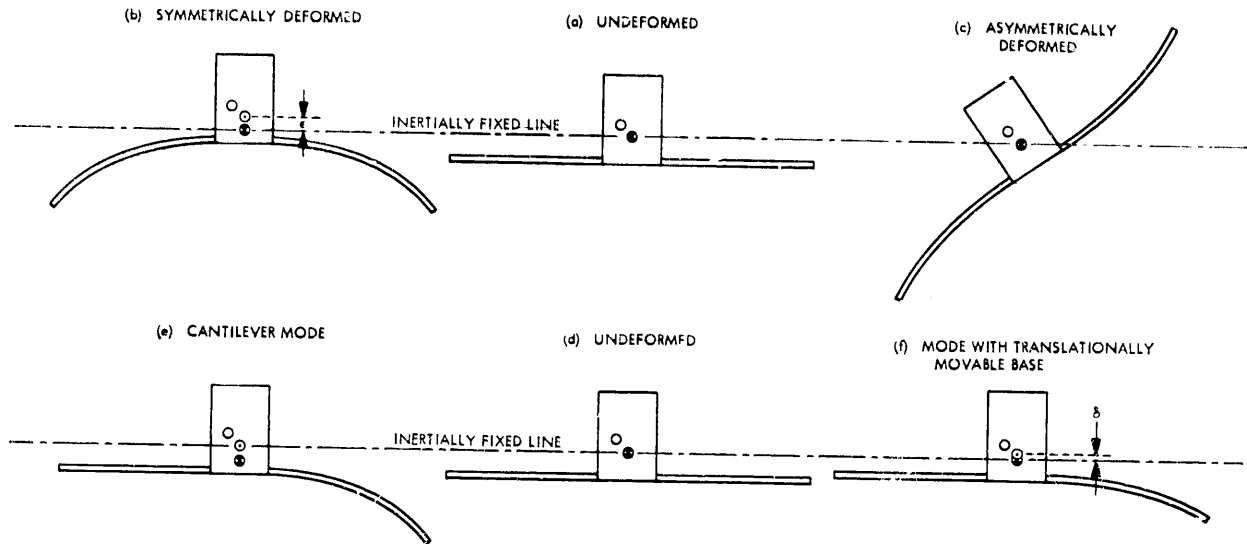 (b) SYMMETRICALLY DEFORMED
(a) UNDEFORMED
(c) ASYMMETRICALLY
DEFORMED
ε
INERTIALLY FIXED LINE
(e) CANTILEVER MODE
(d) UNDEFORMED
(f) MODE WITH TRANSLATIONALLY
MOVABLE BASE
δ
INERTIALLY FIXED LINE